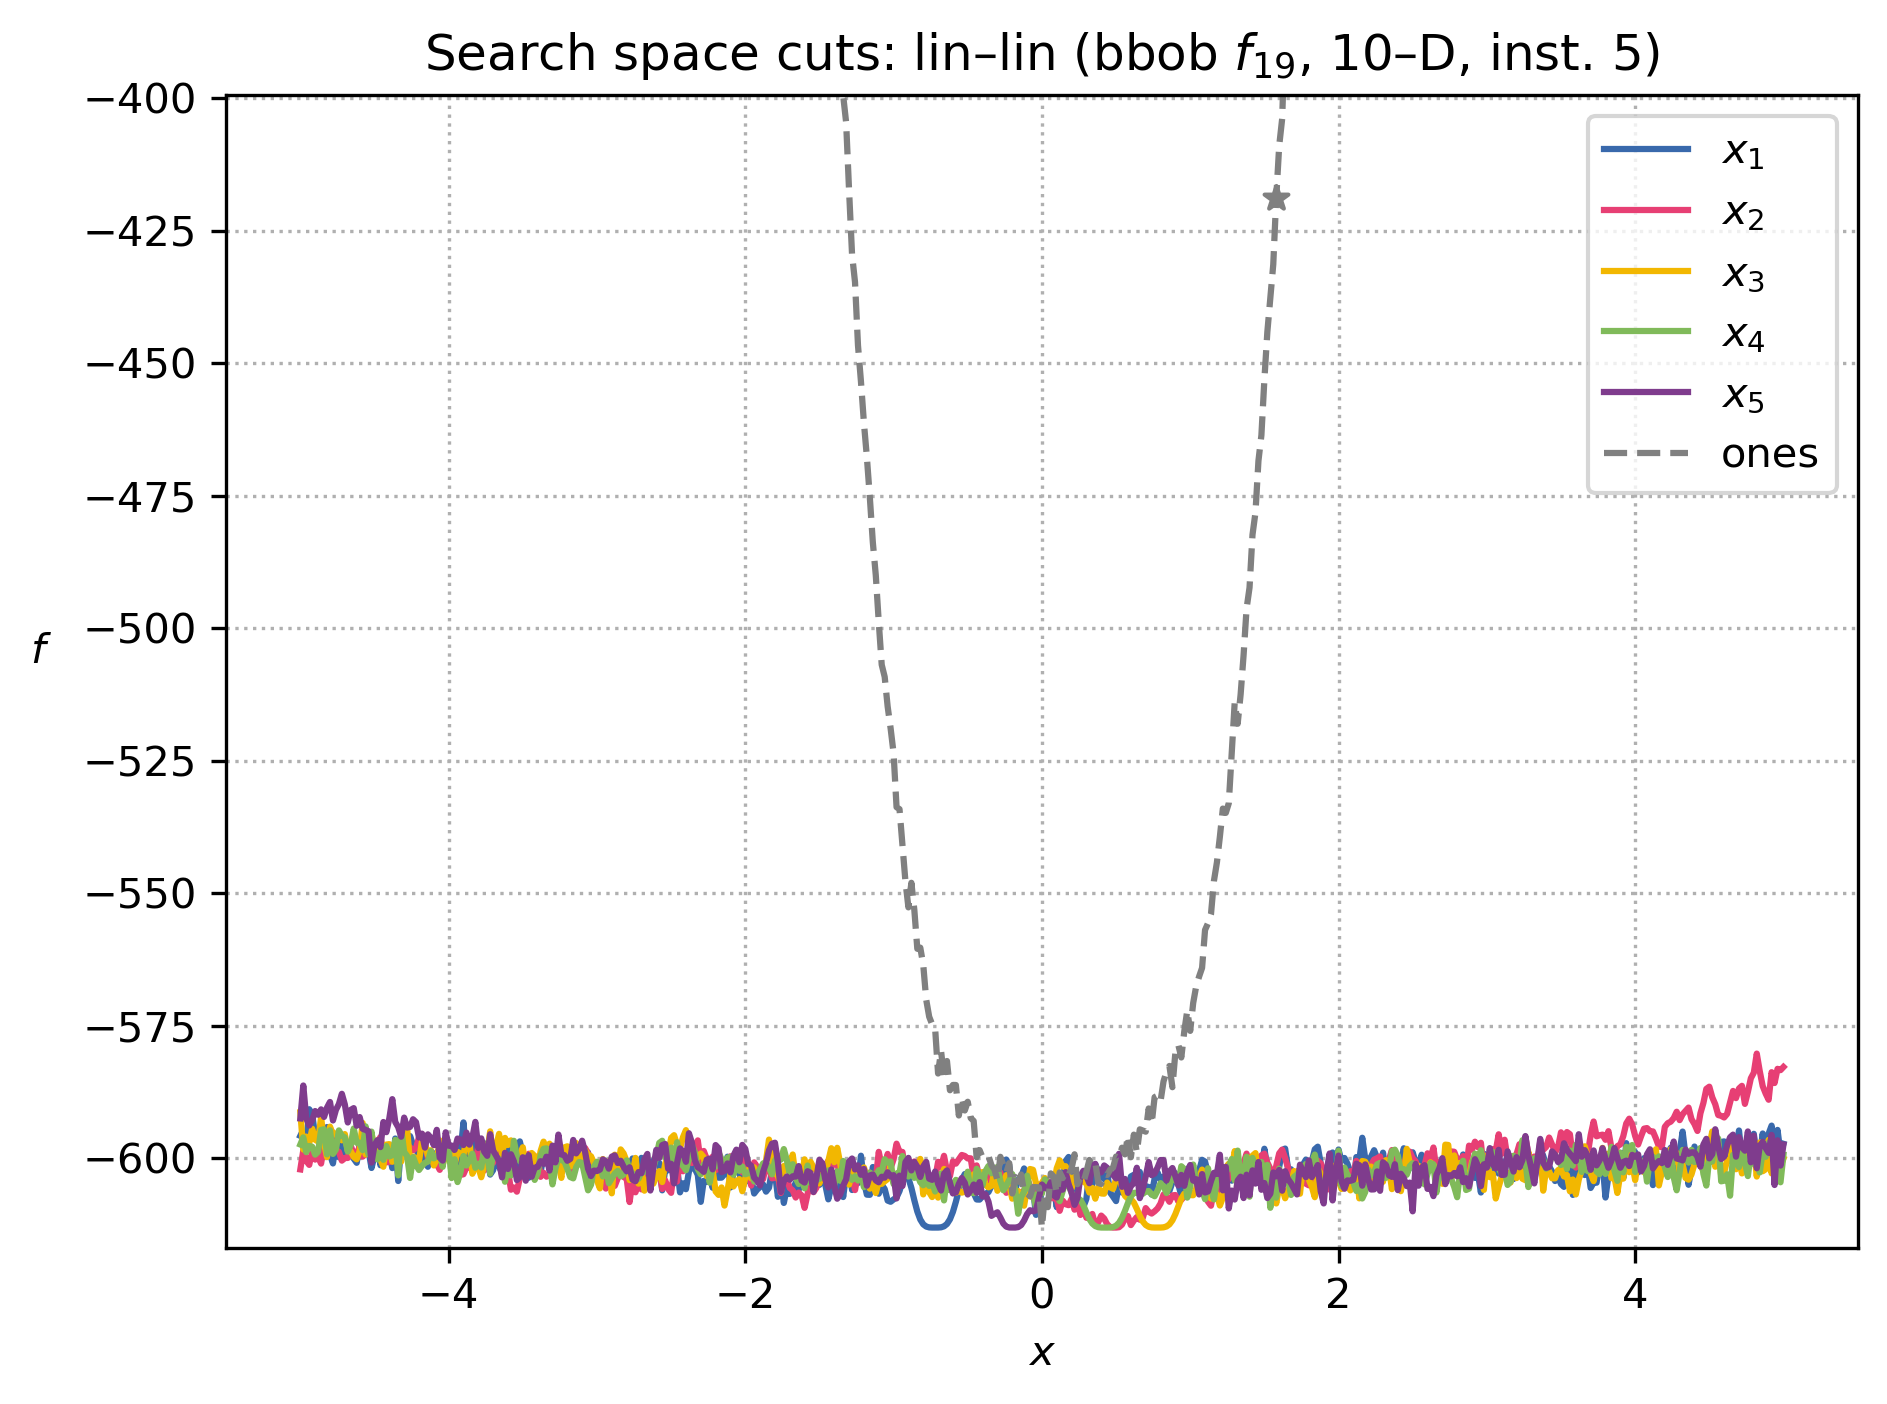 Search space cuts: lin–lin (bbob f₁₉, 10–D, inst. 5)
−400
−425
−450
−475
−500
−525
−550
−575
−600
f
−4
−2
0
2
4
x
x₁
x₂
x₃
x₄
x₅
ones